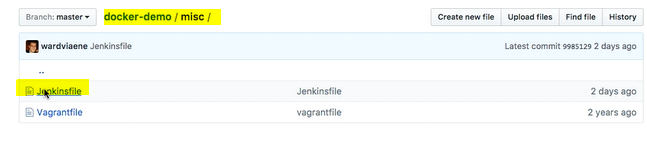 Branch: master docker-demo / misc / Create new file Upload files Find file History
wardviaene Jenkinsfile Latest commit 9985129 2 days ago
..
Jenkinsfile Jenkinsfile 2 days ago
Vagrantfile vagrantfile 2 years ago